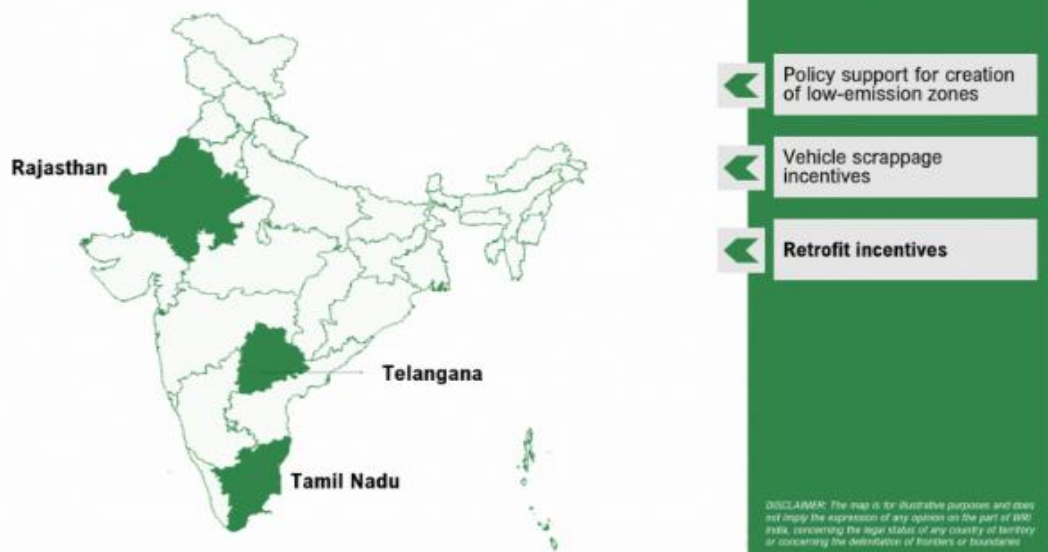 Rajasthan
Telangana
Tamil Nadu
Policy support for creation
of low-emission zones
Vehicle scrappage
incentives
Retrofit incentives
DISCLAIMER: The map is for illustrative purposes and does
not imply the expression of any opinion on the part of WRI
India, concerning the legal status of any country of territory
or concerning the delimitation of frontiers or boundaries